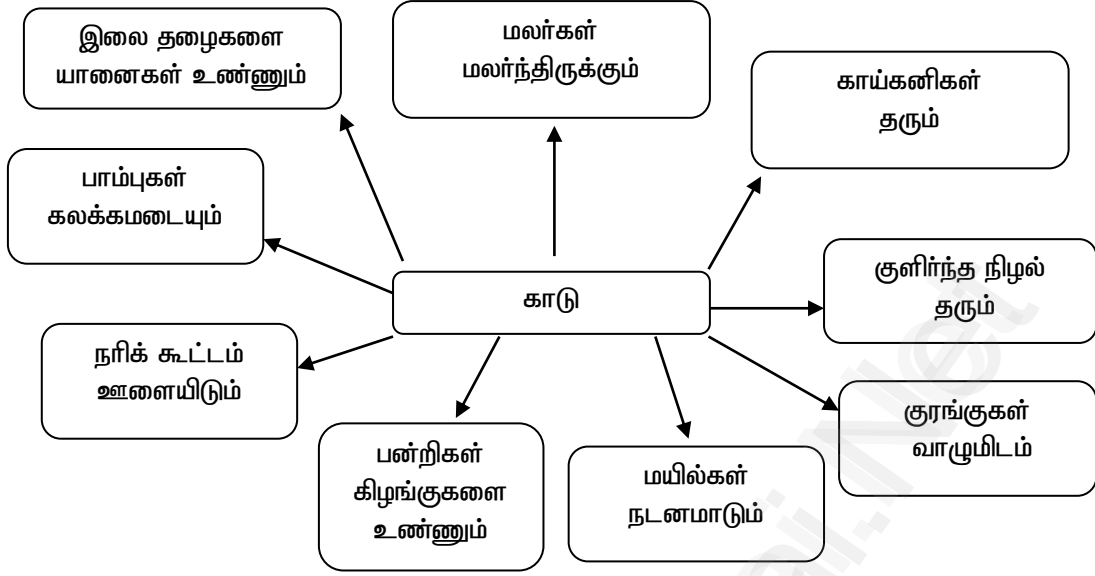 இலை தழைகளை
யானைகள் உண்ணும்
மலர்கள்
மலர்ந்திருக்கும்
காய்கனிகள்
தரும்
பாம்புகள்
கலக்கமடையும்
காடு
குளிர்ந்த நிழல்
தரும்
நரிக் கூட்டம்
ஊளையிடும்
பன்றிகள்
கிழங்குகளை
உண்ணும்
மயில்கள்
நடனமாடும்
குரங்குகள்
வாழுமிடம்